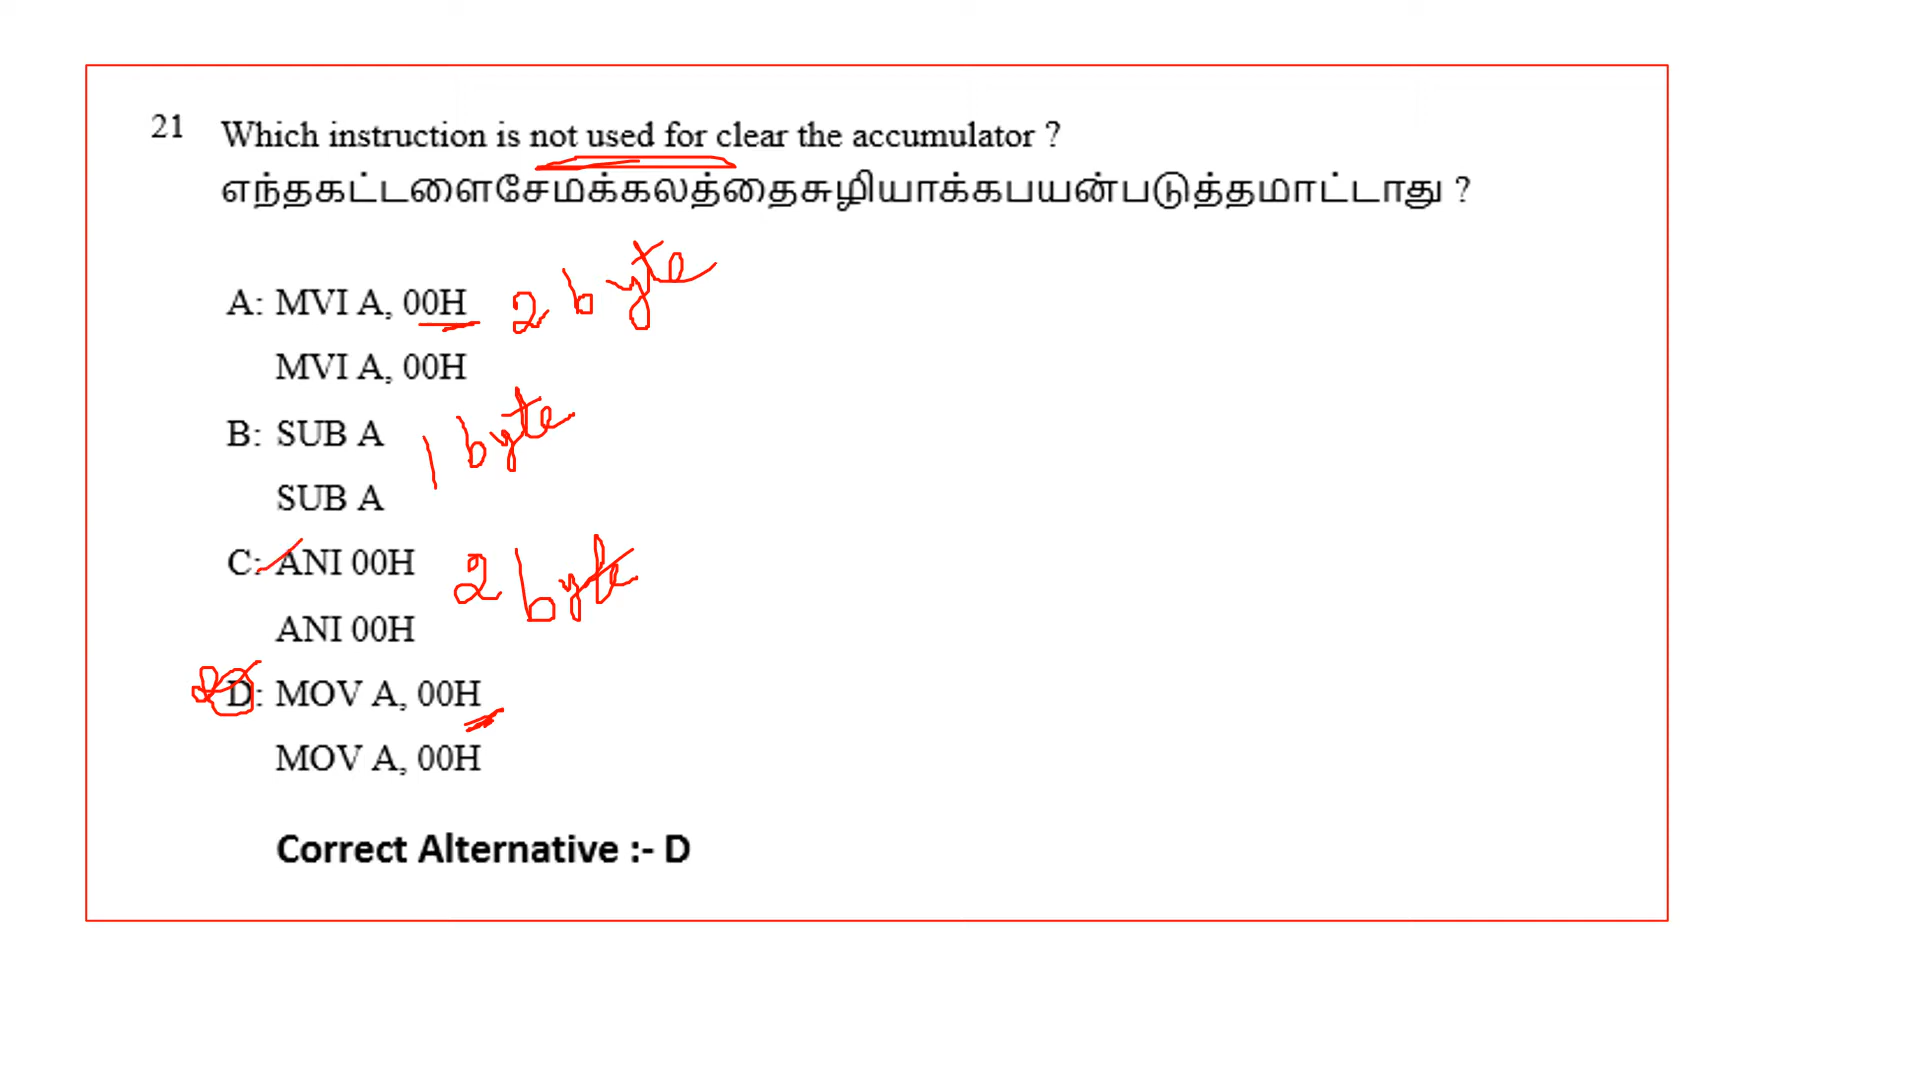 21 Which instruction is not used for clear the accumulator ?
எந்தகட்டளைசேமக்கலத்தைசுழியாக்கபயன்படுத்தமாட்டாது ?
A: MVI A, 00H 2 byte
MVI A, 00H
B: SUB A 1 byte
SUB A
C: ANI 00H 2 byte
ANI 00H
D: MOV A, 00H
MOV A, 00H
Correct Alternative :- D